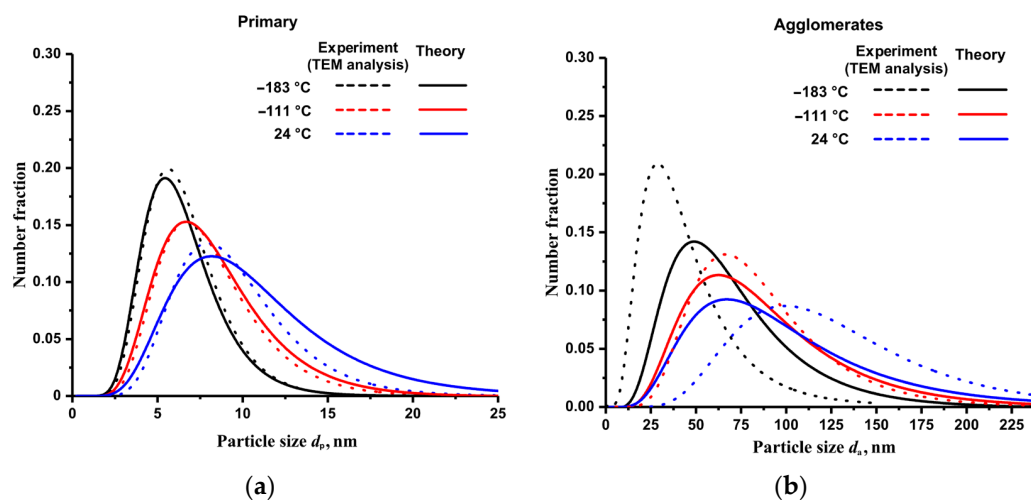 Primary
Experiment Theory
(TEM analysis)
–183 °C
–111 °C
24 °C
0.30
0.25
0.20
0.15
0.10
0.05
0
Number fraction
0 5 10 15 20 25
Particle size dₚ, nm
(a)
Agglomerates
Experiment Theory
(TEM analysis)
–183 °C
–111 °C
24 °C
0.30
0.25
0.20
0.15
0.10
0.05
0.00
Number fraction
0 25 50 75 100 125 150 175 200 225
Particle size dₐ, nm
(b)